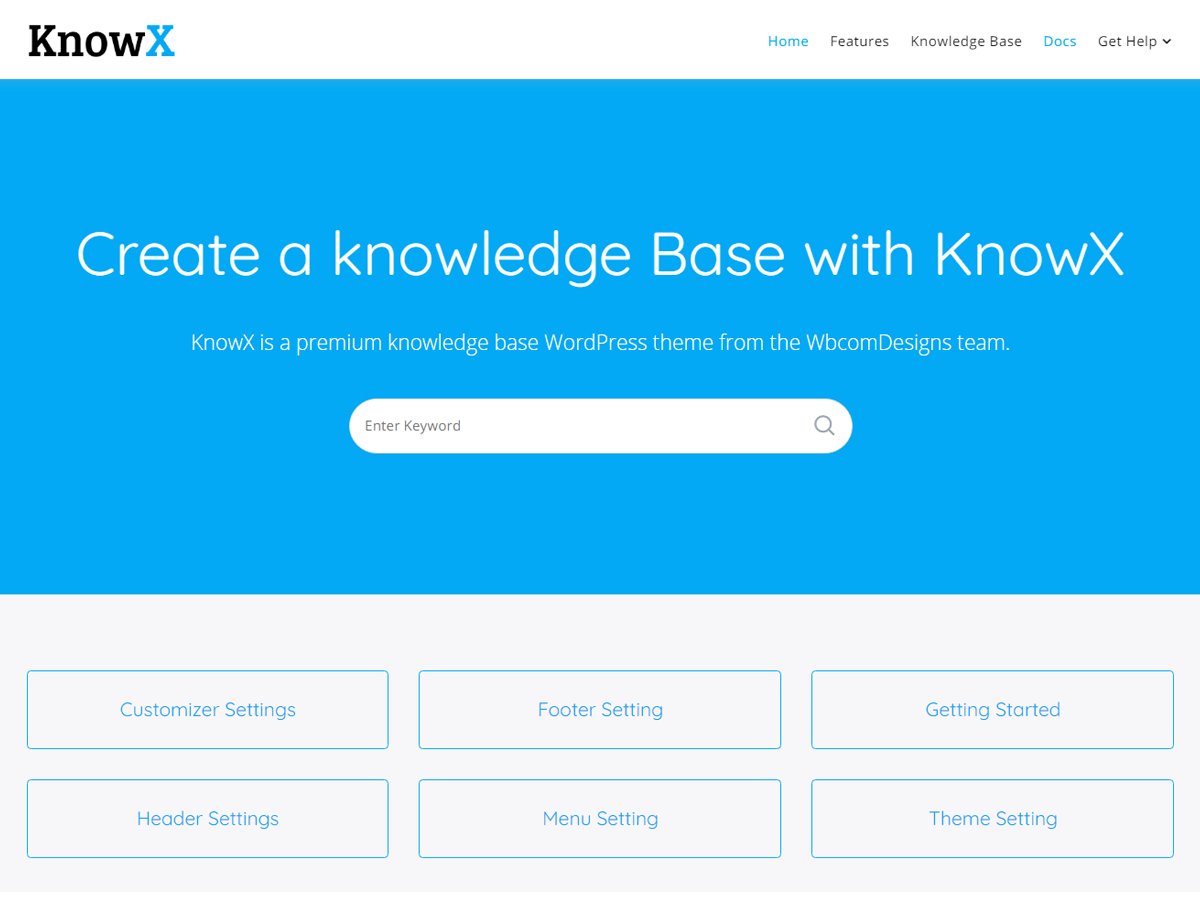 KnowX
Home Features Knowledge Base Docs Get Help
Create a knowledge Base with KnowX
KnowX is a premium knowledge base WordPress theme from the WbcomDesigns team.
Enter Keyword
Customizer Settings Footer Setting Getting Started
Header Settings Menu Setting Theme Setting